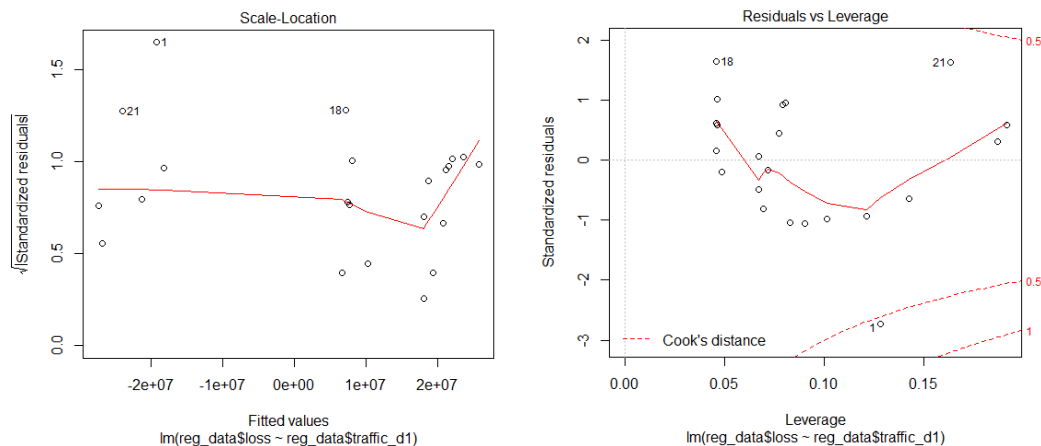 Scale-Location
√|Standardized residuals|
1.5
1.0
0.5
0.0
1
21
18
-2e+07
-1e+07
0e+00
1e+07
2e+07
Fitted values
lm(reg_data$loss ~ reg_data$traffic_d1)
Residuals vs Leverage
Standardized residuals
2
1
0
-1
-2
-3
18
21
1
0.5
0.5
1
Cook's distance
0.00
0.05
0.10
0.15
Leverage
lm(reg_data$loss ~ reg_data$traffic_d1)